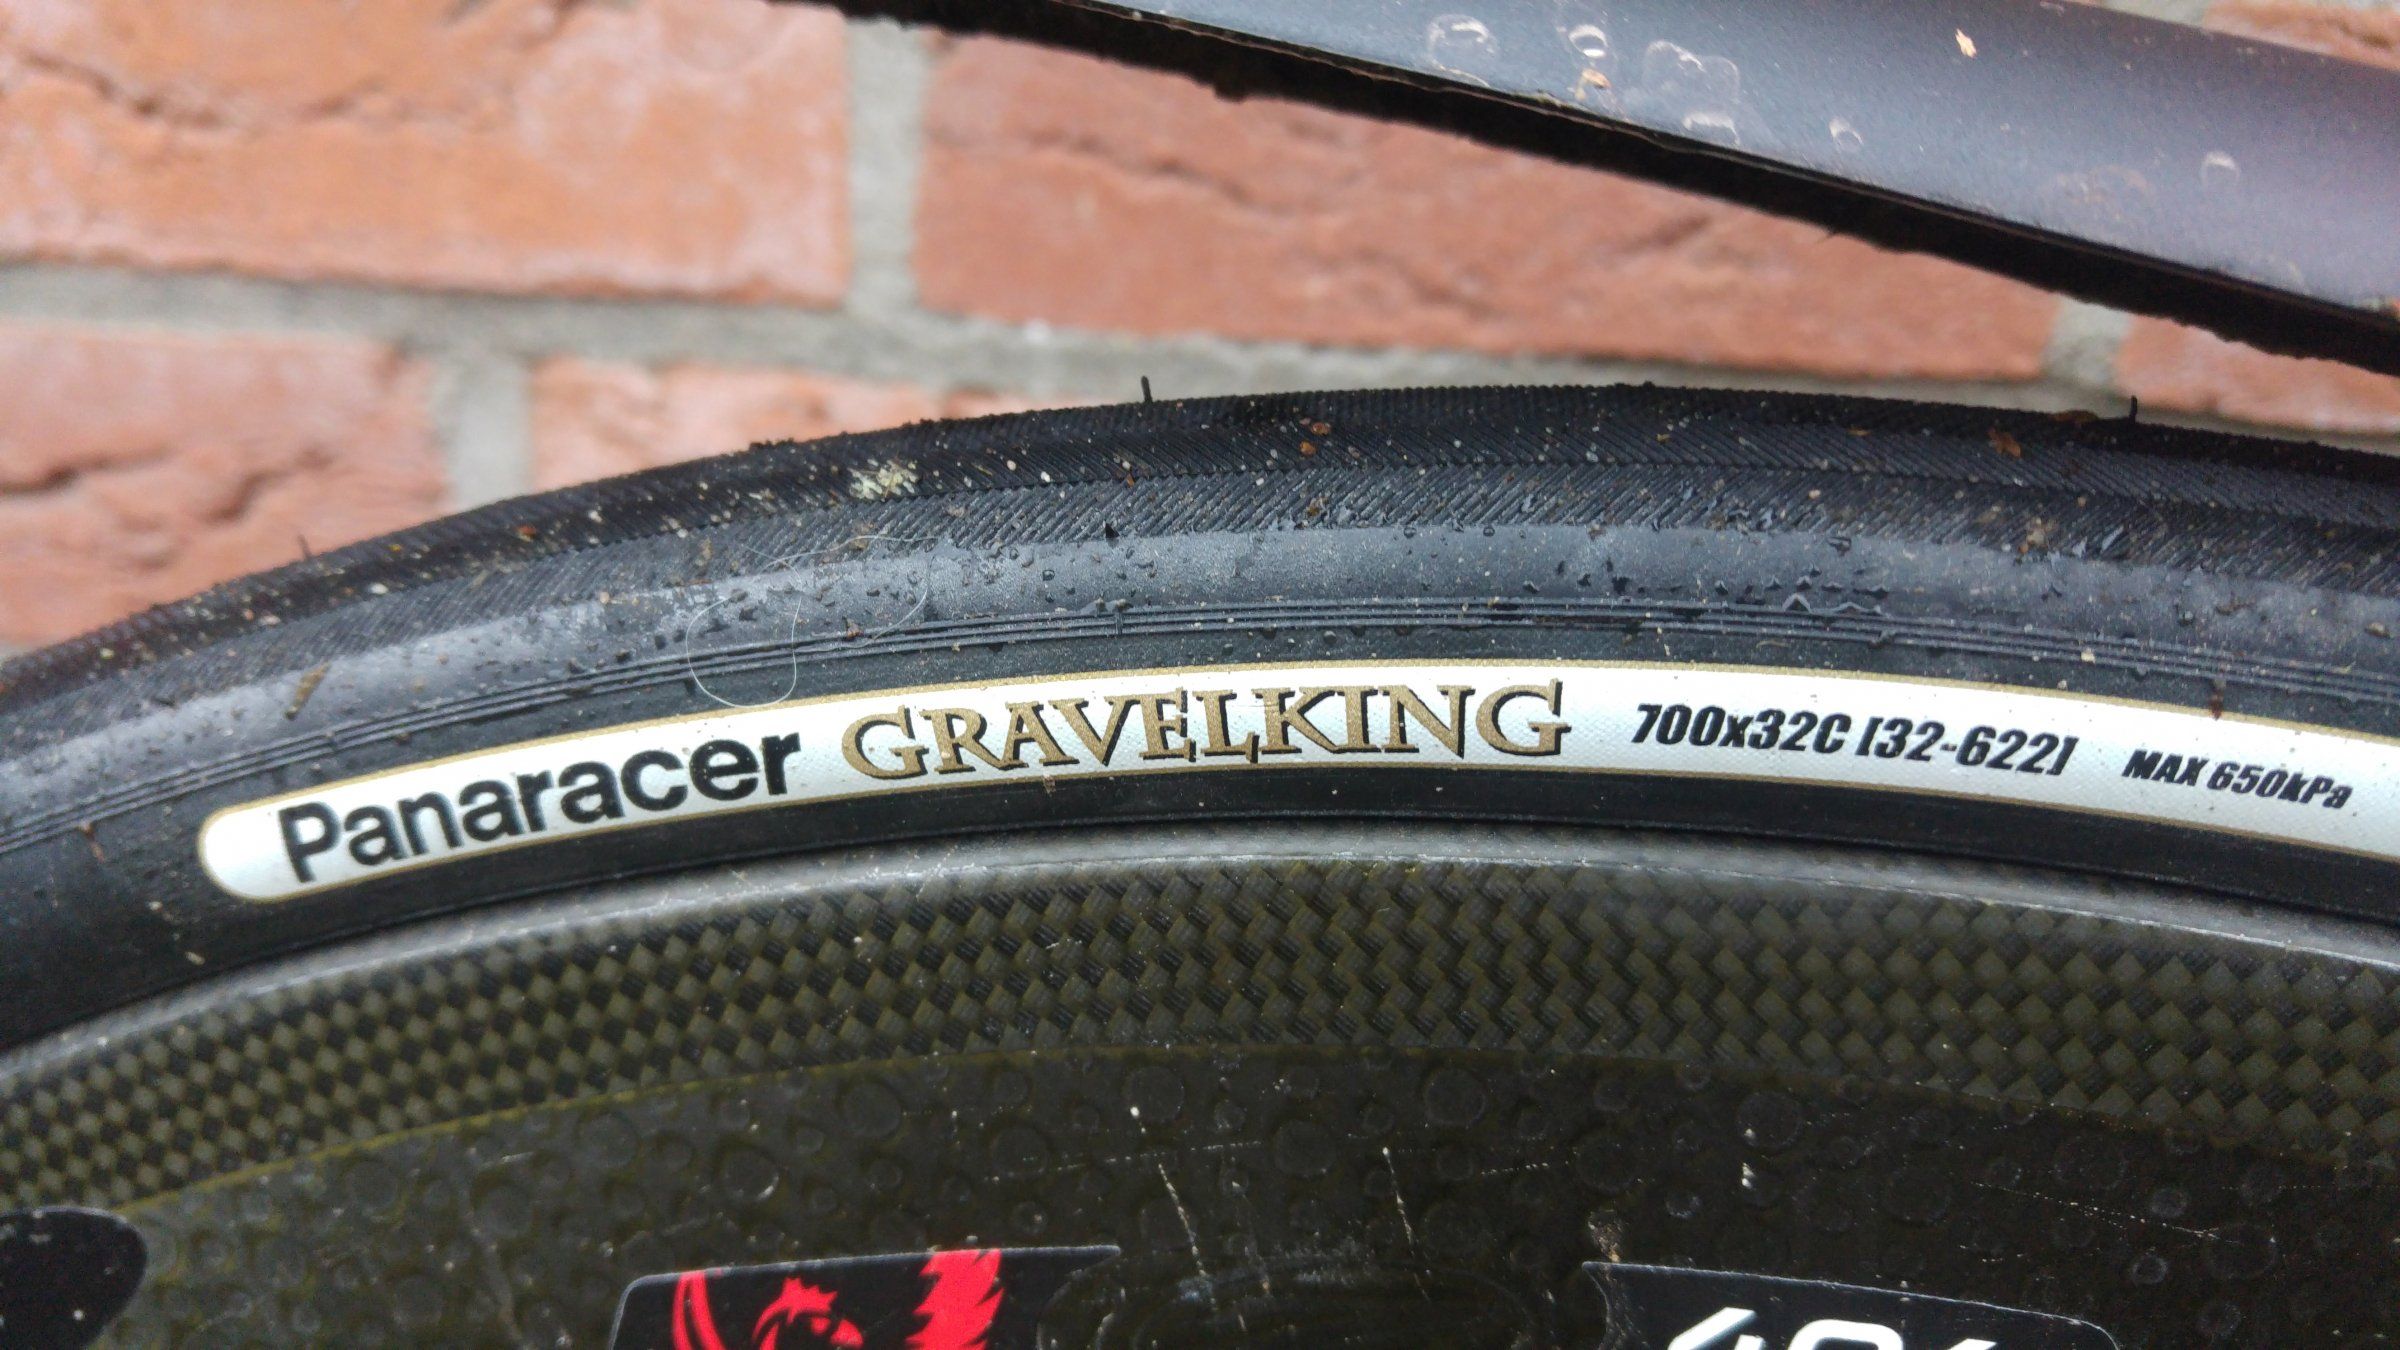 Panaracer GRAVELKING 700x32C [32-622] MAX 650kPa